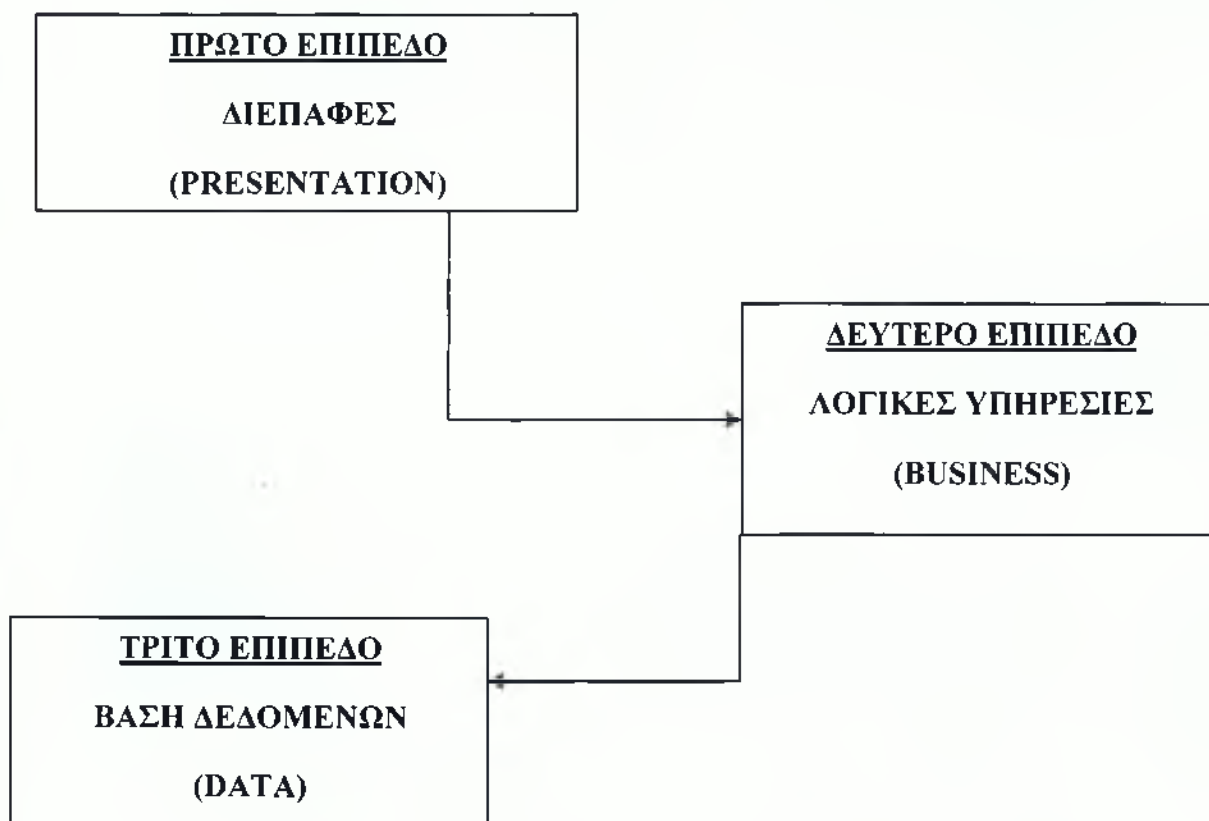 ΠΡΩΤΟ ΕΠΙΠΕΔΟ
ΔΙΕΠΑΦΕΣ
(PRESENTATION)
ΔΕΥΤΕΡΟ ΕΠΙΠΕΔΟ
ΛΟΓΙΚΕΣ ΥΠΗΡΕΣΙΕΣ
(BUSINESS)
ΤΡΙΤΟ ΕΠΙΠΕΔΟ
ΒΑΣΗ ΔΕΔΟΜΕΝΩΝ
(DATA)